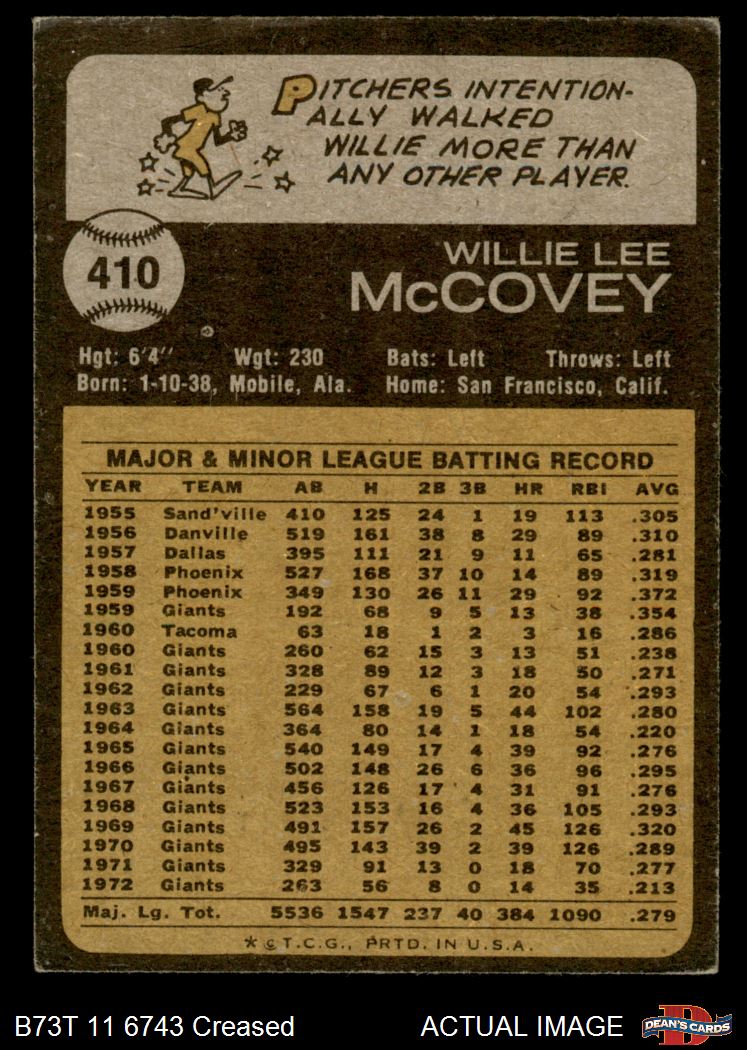 PITCHERS INTENTION-
ALLY WALKED
WILLIE MORE THAN
ANY OTHER PLAYER.
410
WILLIE LEE
McCOVEY
Hgt: 6'4" Wgt: 230 Bats: Left Throws: Left
Born: 1-10-38, Mobile, Ala. Home: San Francisco, Calif.
MAJOR & MINOR LEAGUE BATTING RECORD
YEAR TEAM AB H 2B 3B HR RBI AVG
1955 Sand'ville 410 125 24 1 19 113 .305
1956 Danville 519 161 38 8 29 89 .310
1957 Dallas 395 111 21 9 11 65 .281
1958 Phoenix 527 168 37 10 14 89 .319
1959 Phoenix 349 130 26 11 29 92 .372
1959 Giants 192 68 9 5 13 38 .354
1960 Tacoma 63 18 1 2 3 16 .286
1960 Giants 260 62 15 3 13 51 .238
1961 Giants 328 89 12 3 18 50 .271
1962 Giants 229 67 6 1 20 54 .293
1963 Giants 564 158 19 5 44 102 .280
1964 Giants 364 80 14 1 18 54 .220
1965 Giants 540 149 17 4 39 92 .276
1966 Giants 502 148 26 6 36 96 .295
1967 Giants 456 126 17 4 31 91 .276
1968 Giants 523 153 16 4 36 105 .293
1969 Giants 491 157 26 2 45 126 .320
1970 Giants 495 143 39 2 39 126 .289
1971 Giants 329 91 13 0 18 70 .277
1972 Giants 263 56 8 0 14 35 .213
Maj. Lg. Tot. 5536 1547 237 40 384 1090 .279
* © T.C.G., PRTD. IN U.S.A.
B73T 11 6743 Creased ACTUAL IMAGE
D
DEAN'S CARDS